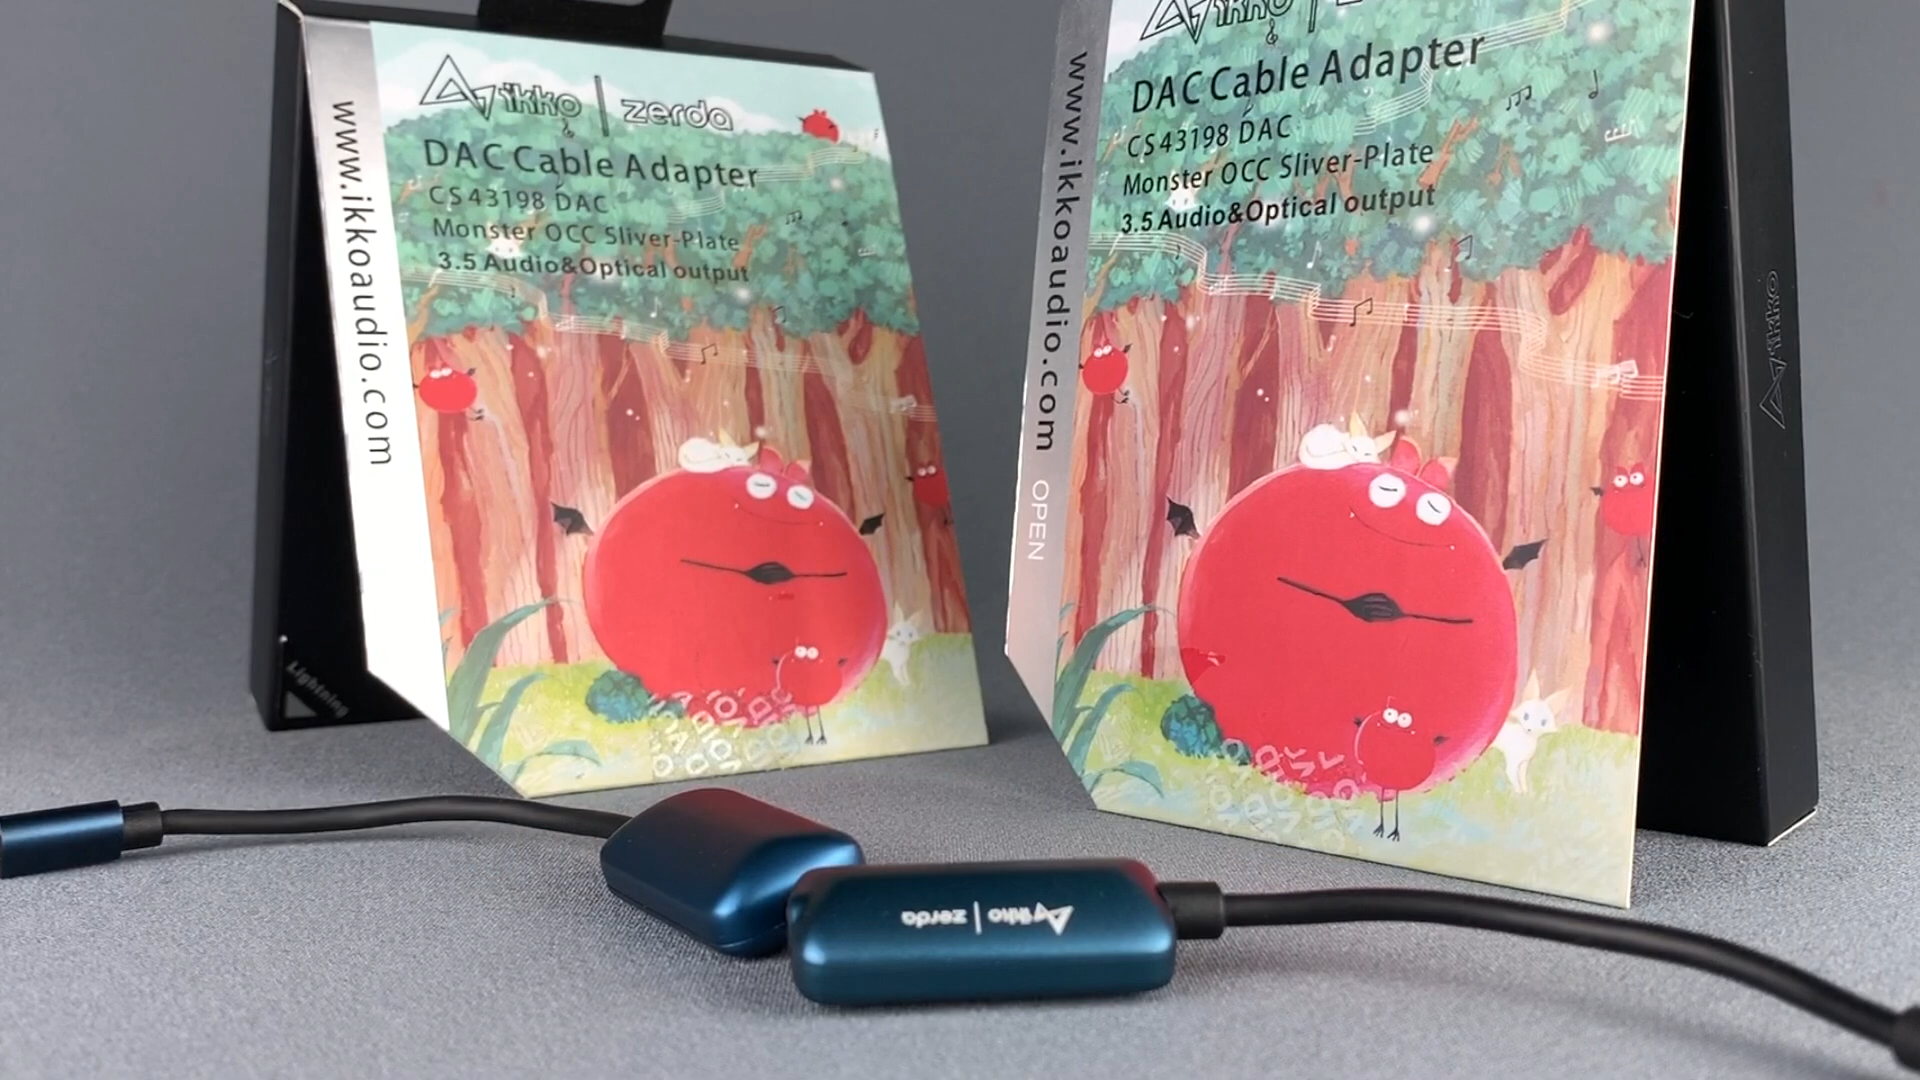 ikko | zerda
DAC Cable Adapter
CS43198 DAC
Monster OCC Sliver-Plate
3.5 Audio&Optical output
www.ikkoaudio.com
Lightning
ikko |
DAC Cable Adapter
CS43198 DAC
Monster OCC Sliver-Plate
3.5 Audio&Optical output
www.ikkoaudio.com
OPEN
ikko
ikko | zerda